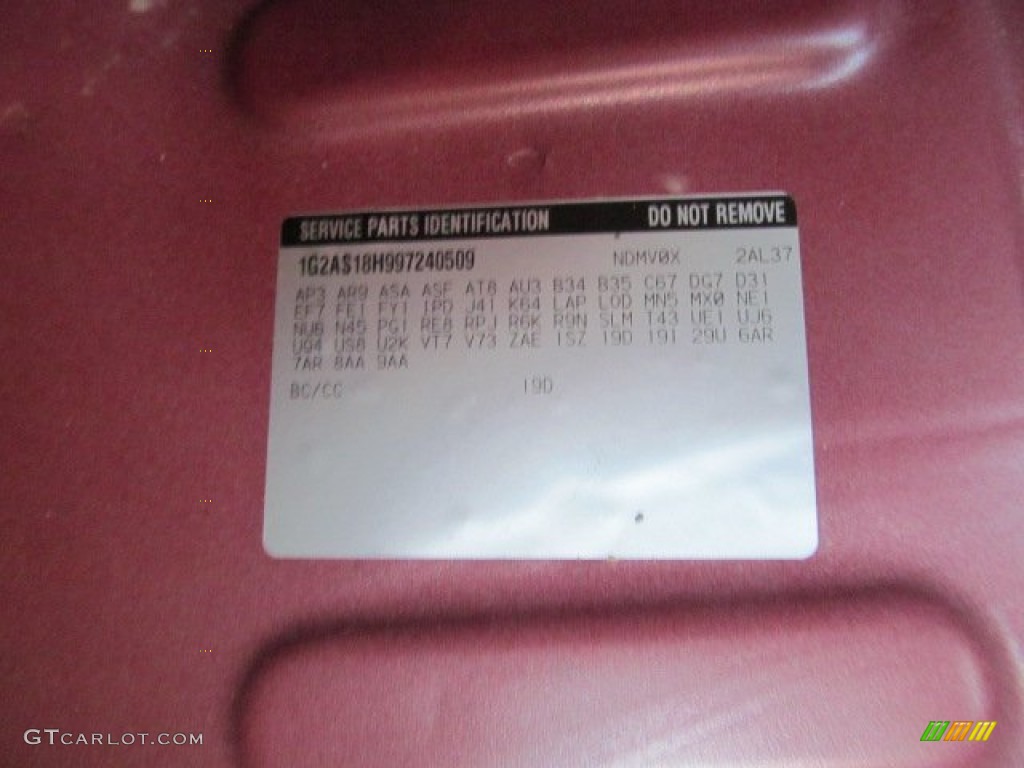 SERVICE PARTS IDENTIFICATION DO NOT REMOVE
1G2AS18H997240509 NDMV0X 2AL37
AP3 AR9 ASA ASF AT8 AU3 B34 B35 C67 DG7 D31
EF7 FE1 FY1 IPD J41 K64 LAP LOD MN5 MX0 NE1
NU6 N45 PG1 RE8 RPJ R6K R9N SLM T43 UE1 UJ6
UQ4 US8 U2K VT7 V73 ZAE 1SZ 19D 19I 29U 6AR
7AR 8AA 9AA
BC/CC 19D
GTCARLOT.COM